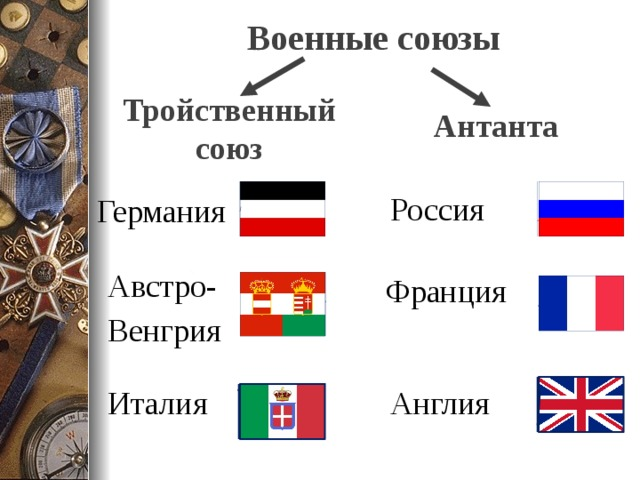 Военные союзы
Тройственный
союз
Антанта
Германия
Россия
Австро-
Венгрия
Франция
Италия
Англия